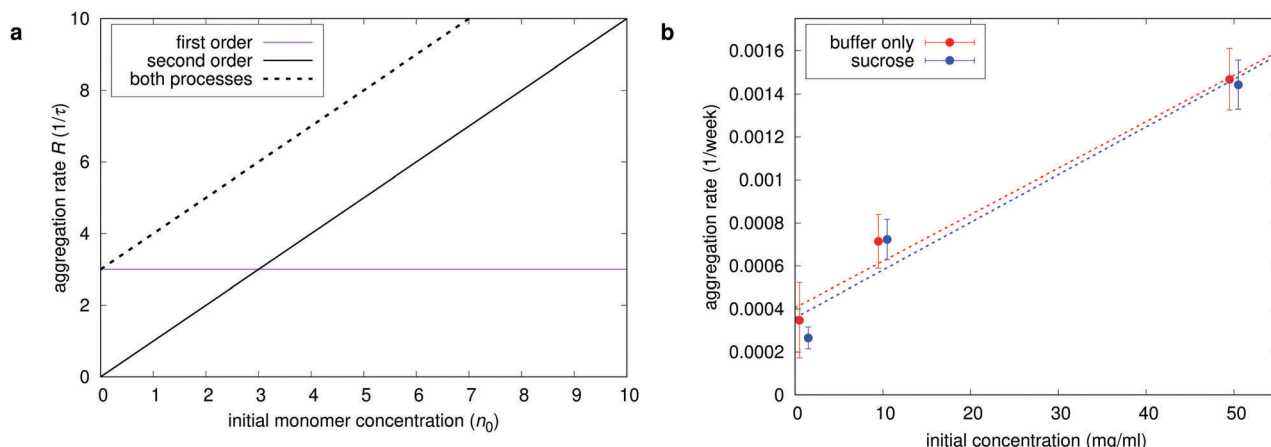 a
first order
second order
both processes
aggregation rate R (1/τ)
10
8
6
4
2
0
0 1 2 3 4 5 6 7 8 9 10
initial monomer concentration (n0)
b
buffer only
sucrose
aggregation rate (1/week)
0.0016
0.0014
0.0012
0.001
0.0008
0.0006
0.0004
0.0002
0
0 10 20 30 40 50
initial concentration (mg/ml)